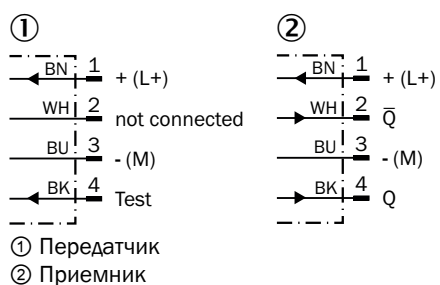 ① ②
BN 1 + (L+)
WH 2 not connected
BU 3 - (M)
BK 4 Test
BN 1 + (L+)
WH 2 Q̅
BU 3 - (M)
BK 4 Q
① Передатчик
② Приемник